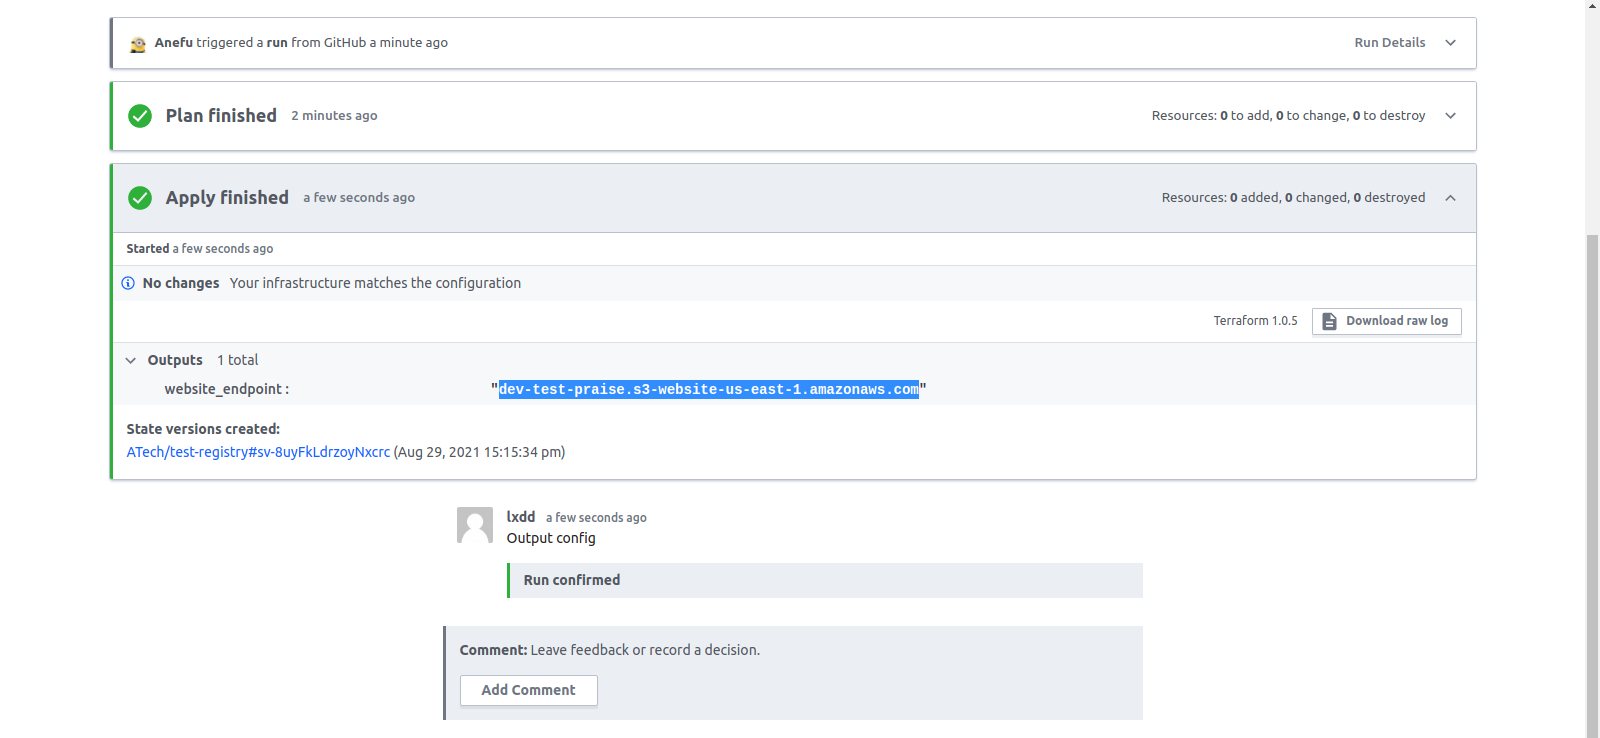 Anefu triggered a run from GitHub a minute ago Run Details
Plan finished 2 minutes ago Resources: 0 to add, 0 to change, 0 to destroy
Apply finished a few seconds ago Resources: 0 added, 0 changed, 0 destroyed
Started a few seconds ago
No changes Your infrastructure matches the configuration
Terraform 1.0.5 Download raw log
Outputs 1 total
website_endpoint : "dev-test-praise.s3-website-us-east-1.amazonaws.com"
State versions created:
ATech/test-registry#sv-8uyFkLdrzoyNxcrc (Aug 29, 2021 15:15:34 pm)
lxdd a few seconds ago
Output config
Run confirmed
Comment: Leave feedback or record a decision.
Add Comment